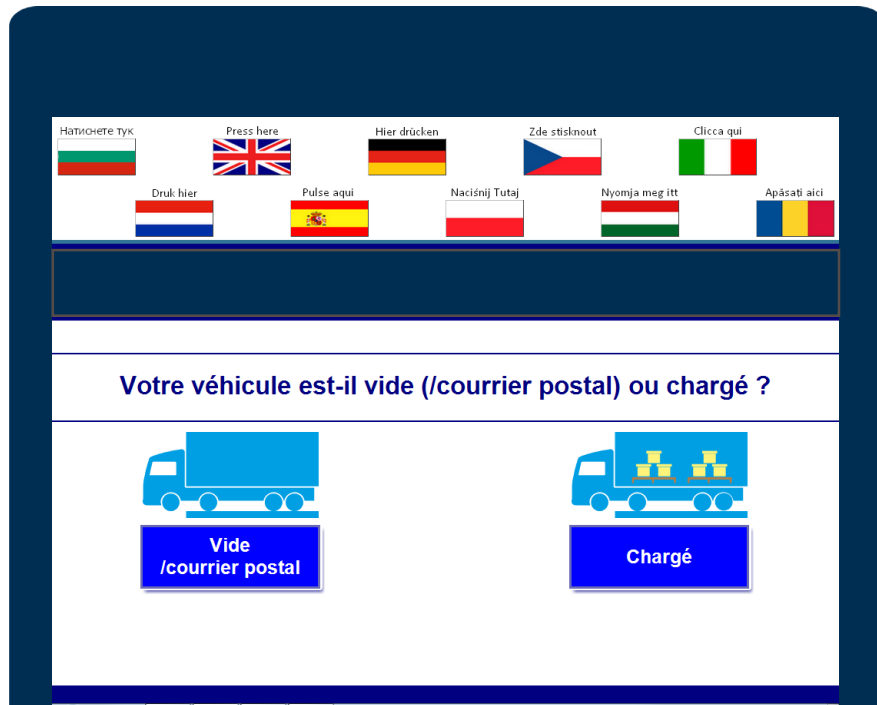 Натиснете тук
Press here
Hier drücken
Zde stisknout
Clicca qui
Druk hier
Pulse aqui
Naciśnij Tutaj
Nyomja meg itt
Apăsați aici
Votre véhicule est-il vide (/courrier postal) ou chargé ?
Vide
/courrier postal
Chargé